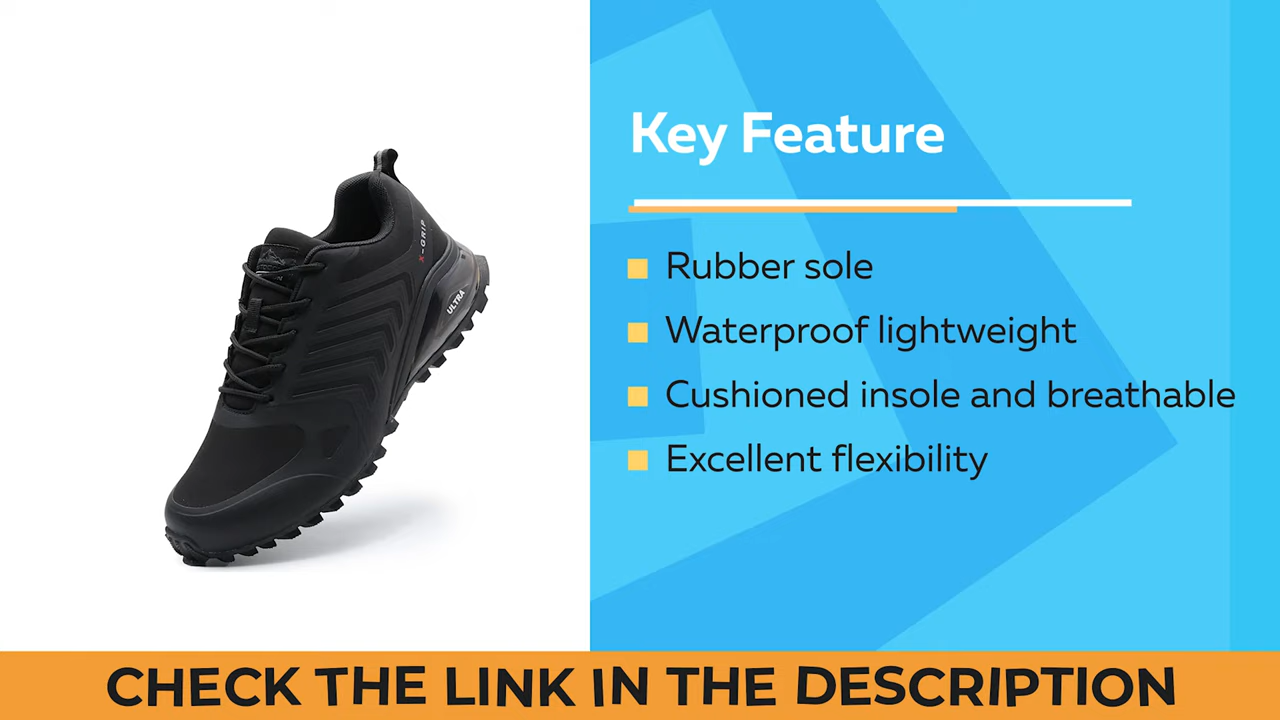 Key Feature
Rubber sole
Waterproof lightweight
Cushioned insole and breathable
Excellent flexibility
X-GRIP
ULTRA
CHECK THE LINK IN THE DESCRIPTION